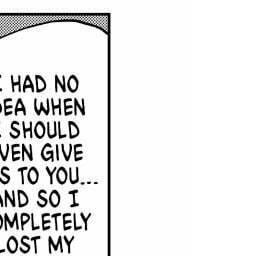 I HAD NO
DEA WHEN
I SHOULD
VEN GIVE
S TO YOU...
AND SO I
OMPLETELY
LOST MY